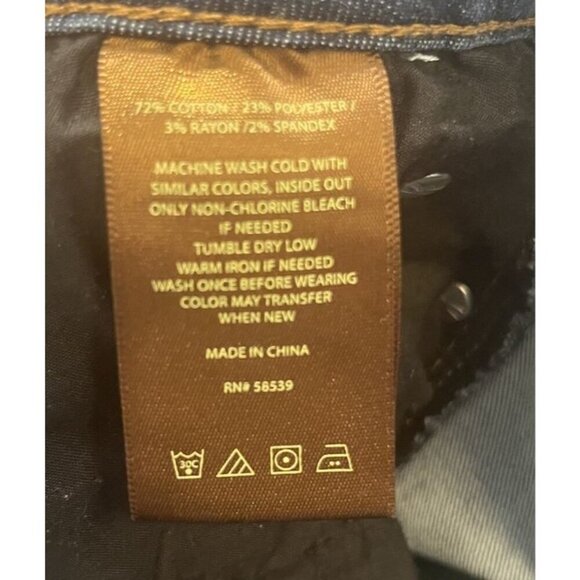 72% COTTON / 23% POLYESTER /
3% RAYON /2% SPANDEX
MACHINE WASH COLD WITH
SIMILAR COLORS, INSIDE OUT
ONLY NON-CHLORINE BLEACH
IF NEEDED
TUMBLE DRY LOW
WARM IRON IF NEEDED
WASH ONCE BEFORE WEARING
COLOR MAY TRANSFER
WHEN NEW
MADE IN CHINA
RN# 58539
30C